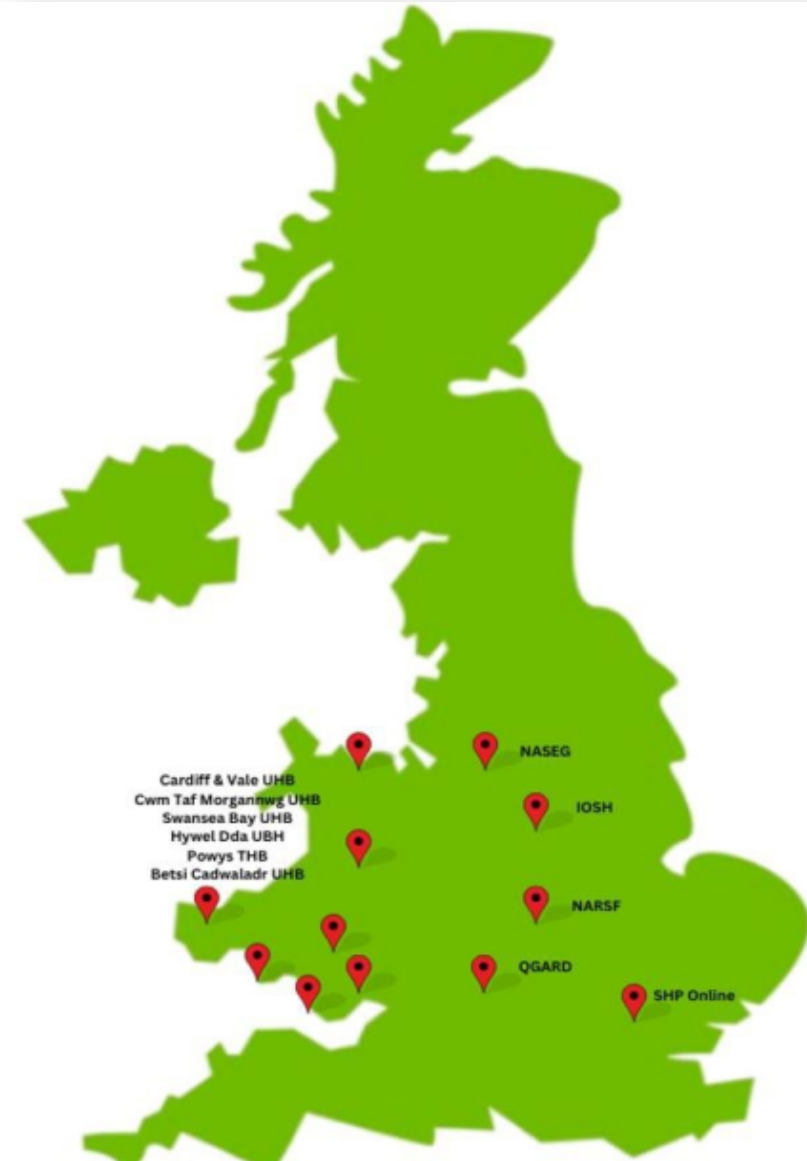 NASEG
Cardiff & Vale UHB
Cwm Taf Morgannwg UHB
Swansea Bay UHB
Hywel Dda UBH
Powys THB
Betsi Cadwaladr UHB
IOSH
NARSF
QGARD
SHP Online